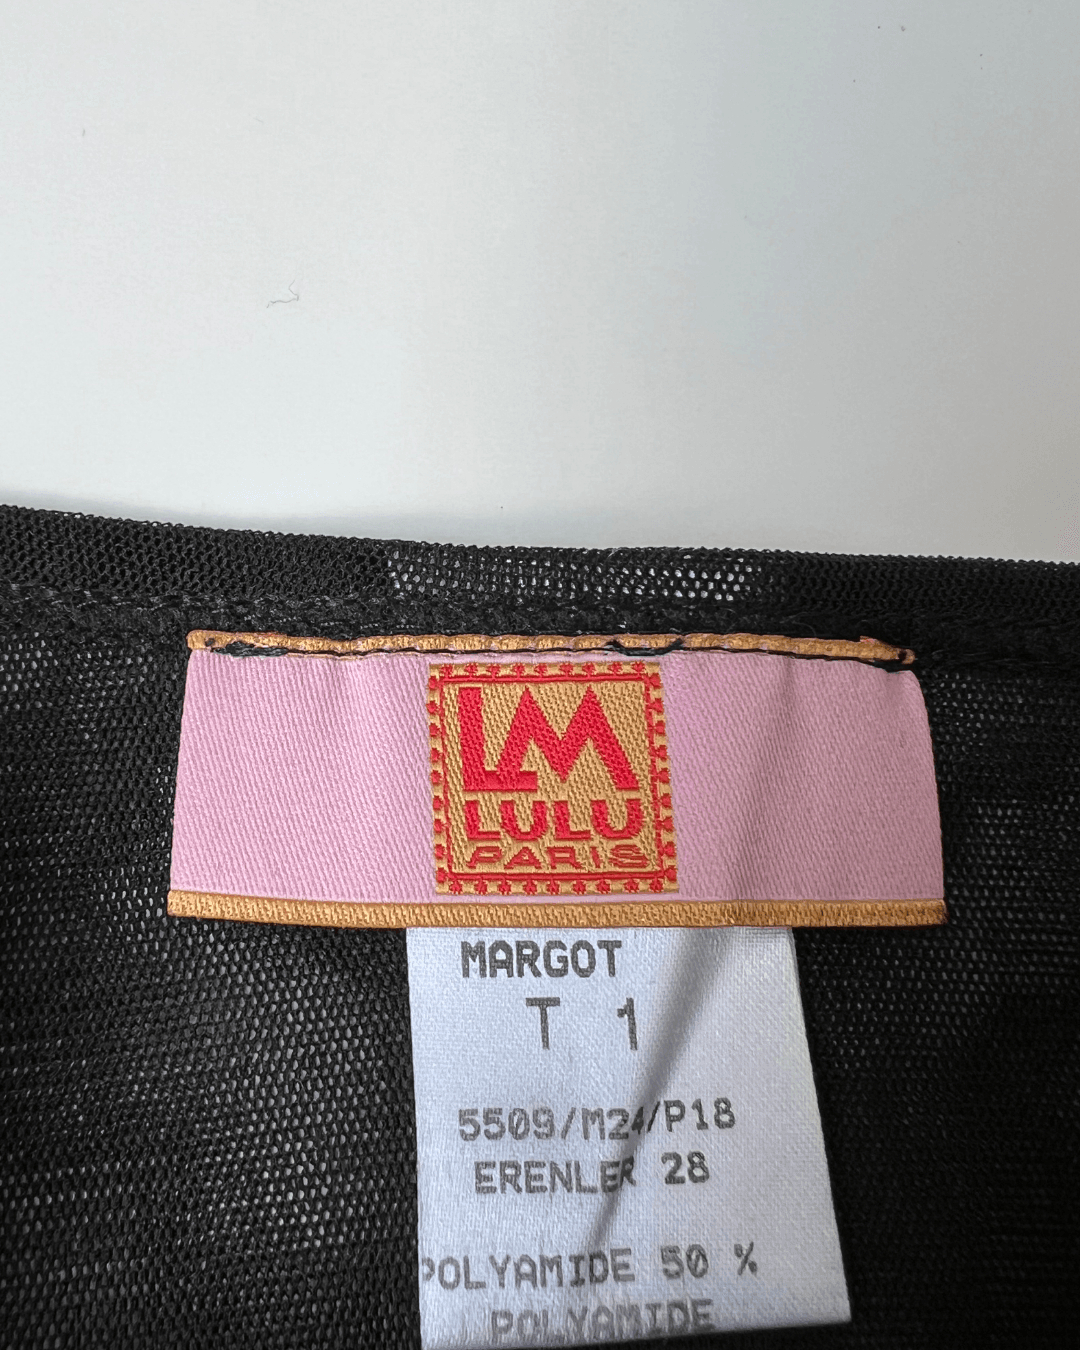 LM
LULU
PARIS
MARGOT
T 1
5509/M24/P18
ERENLER 28
POLYAMIDE 50 %
POLYAMIDE